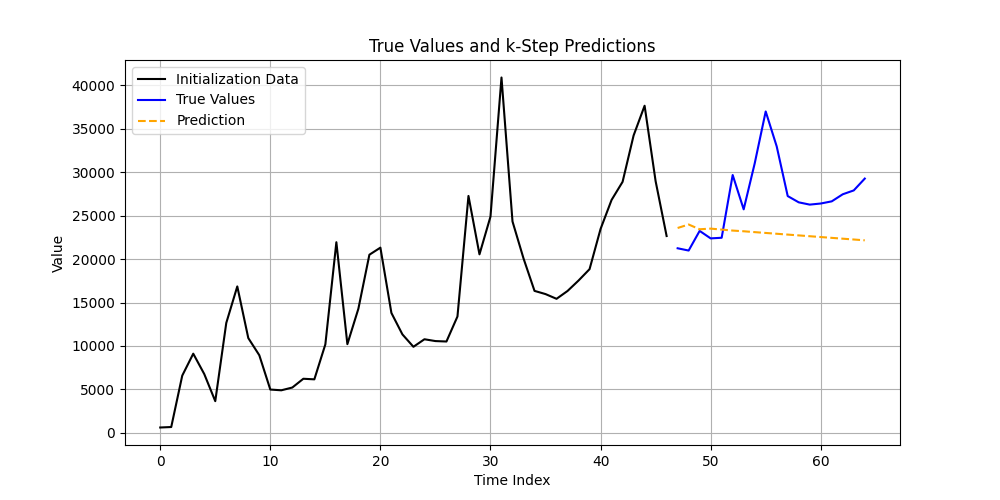 True Values and k-Step Predictions
Initialization Data
True Values
Prediction
40000
35000
30000
25000
20000
15000
10000
5000
0
Value
0 10 20 30 40 50 60
Time Index